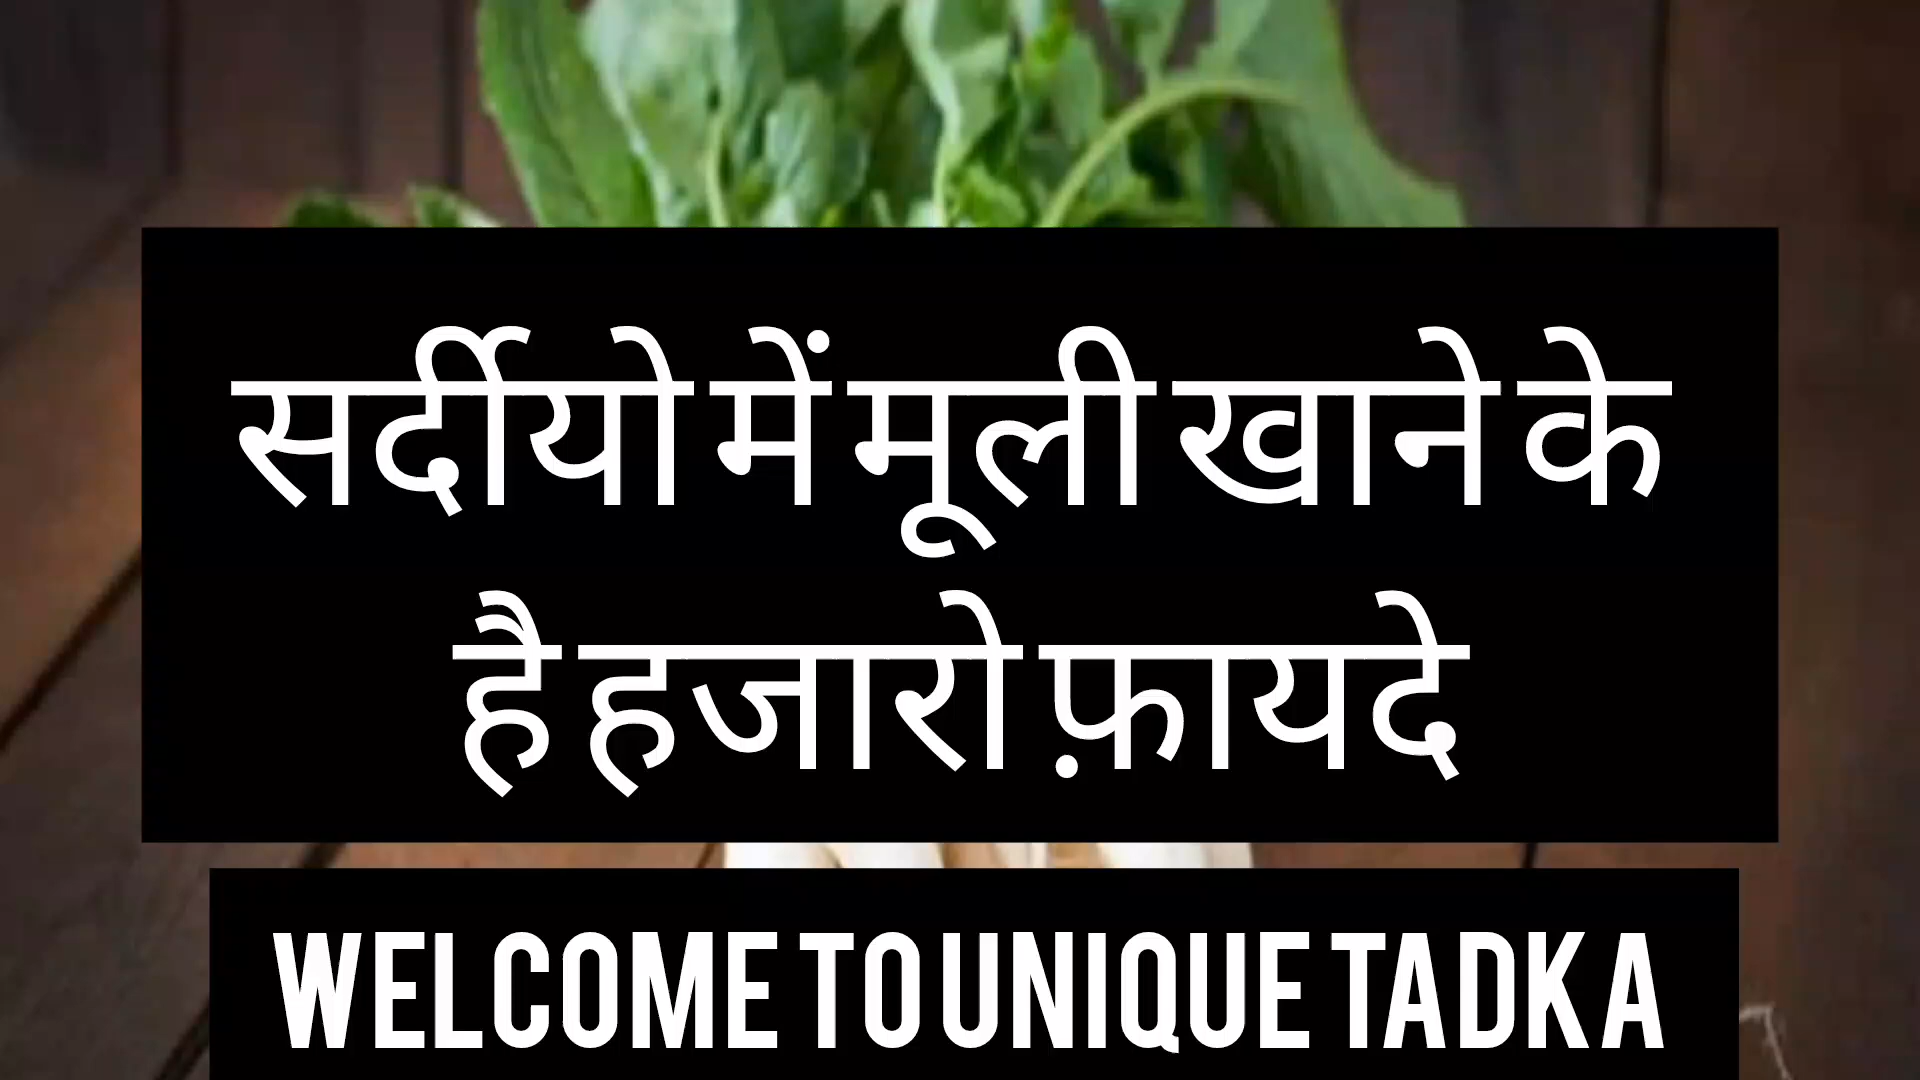 सर्दीयो में मूली खाने के
है हजारो फ़ायदे
WELCOME TO UNIQUE TADKA